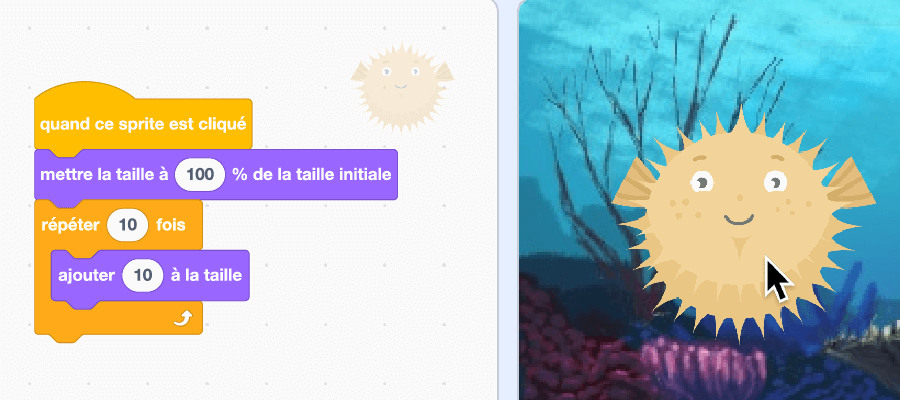 quand ce sprite est cliqué
mettre la taille à 100 % de la taille initiale
répéter 10 fois
ajouter 10 à la taille